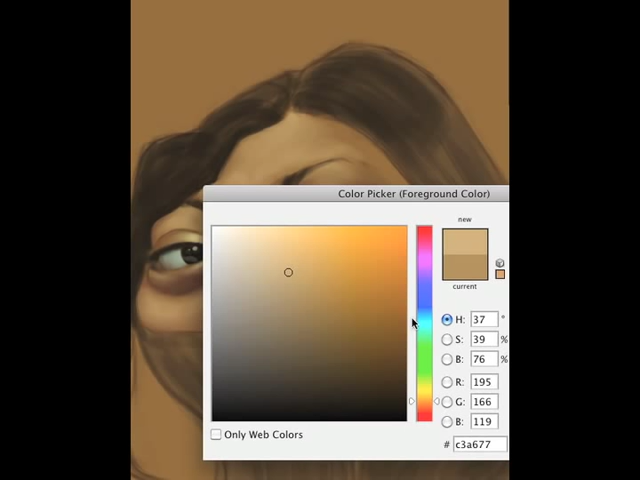 Color Picker (Foreground Color)
new
current
H: 37 °
S: 39 %
B: 76 %
R: 195
G: 166
B: 119
# c3a677
Only Web Colors